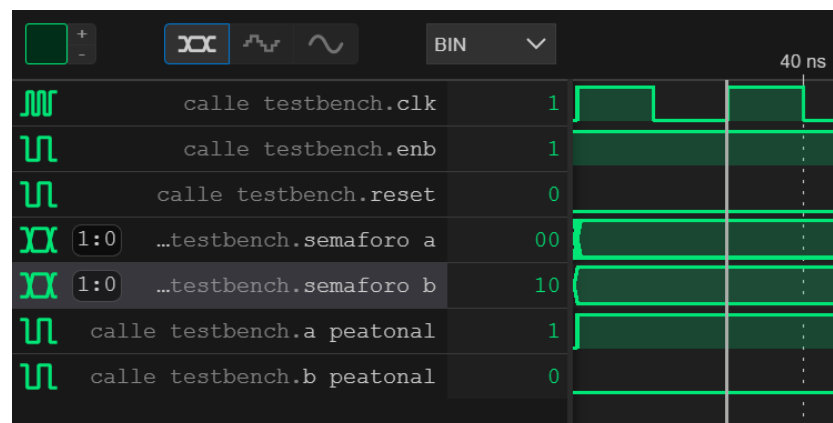 +
-
BIN
40 ns
calle testbench.clk 1
calle testbench.enb 1
calle testbench.reset 0
1:0 …testbench.semaforo a 00
1:0 …testbench.semaforo b 10
calle testbench.a peatonal 1
calle testbench.b peatonal 0